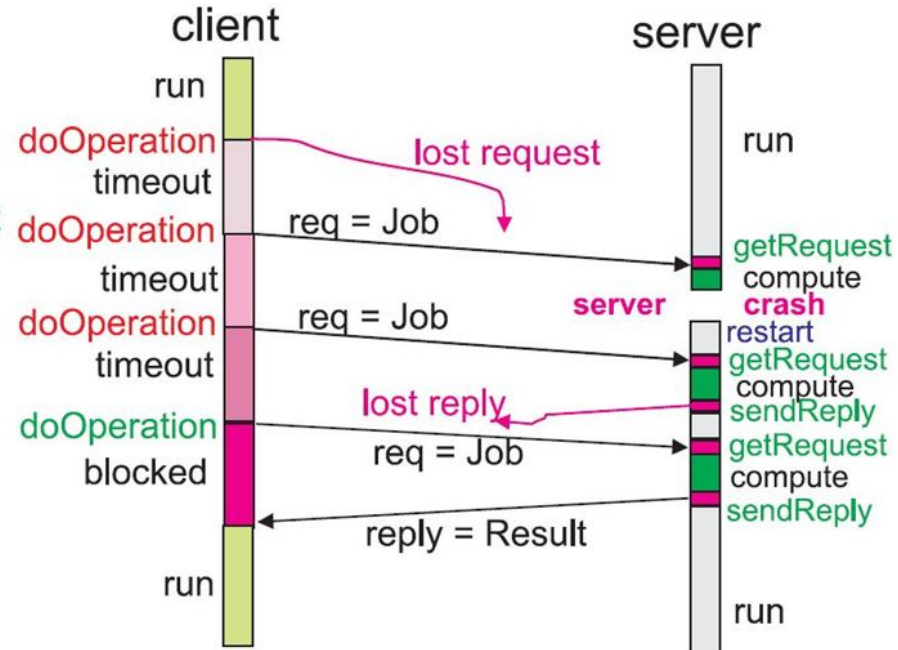 client
server
run
run
doOperation
lost request
timeout
doOperation
req = Job
getRequest
timeout
compute
server crash
doOperation
req = Job
restart
timeout
getRequest
compute
lost reply
sendReply
doOperation
getRequest
req = Job
blocked
compute
sendReply
reply = Result
run
run